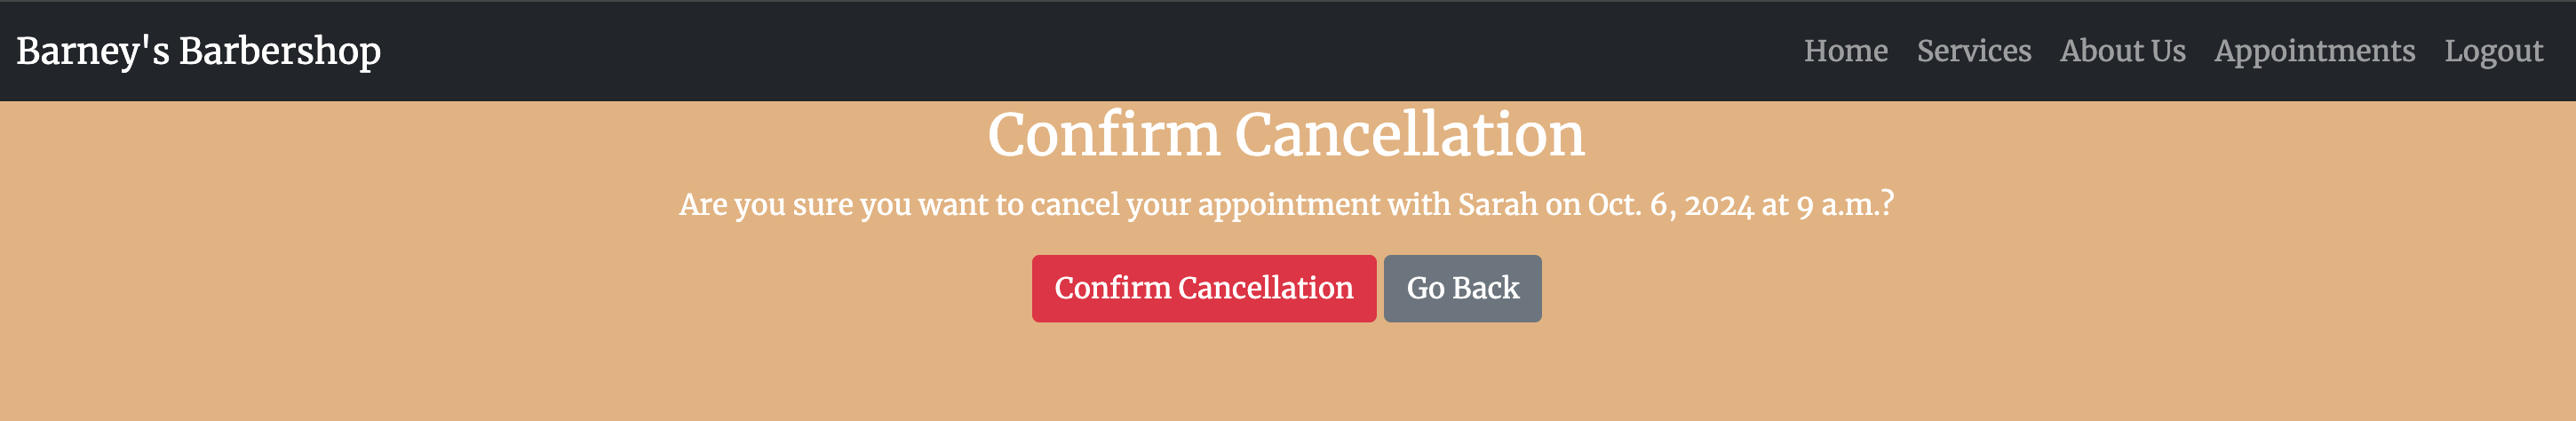 Barney's Barbershop Home Services About Us Appointments Logout
Confirm Cancellation
Are you sure you want to cancel your appointment with Sarah on Oct. 6, 2024 at 9 a.m.?
Confirm Cancellation Go Back